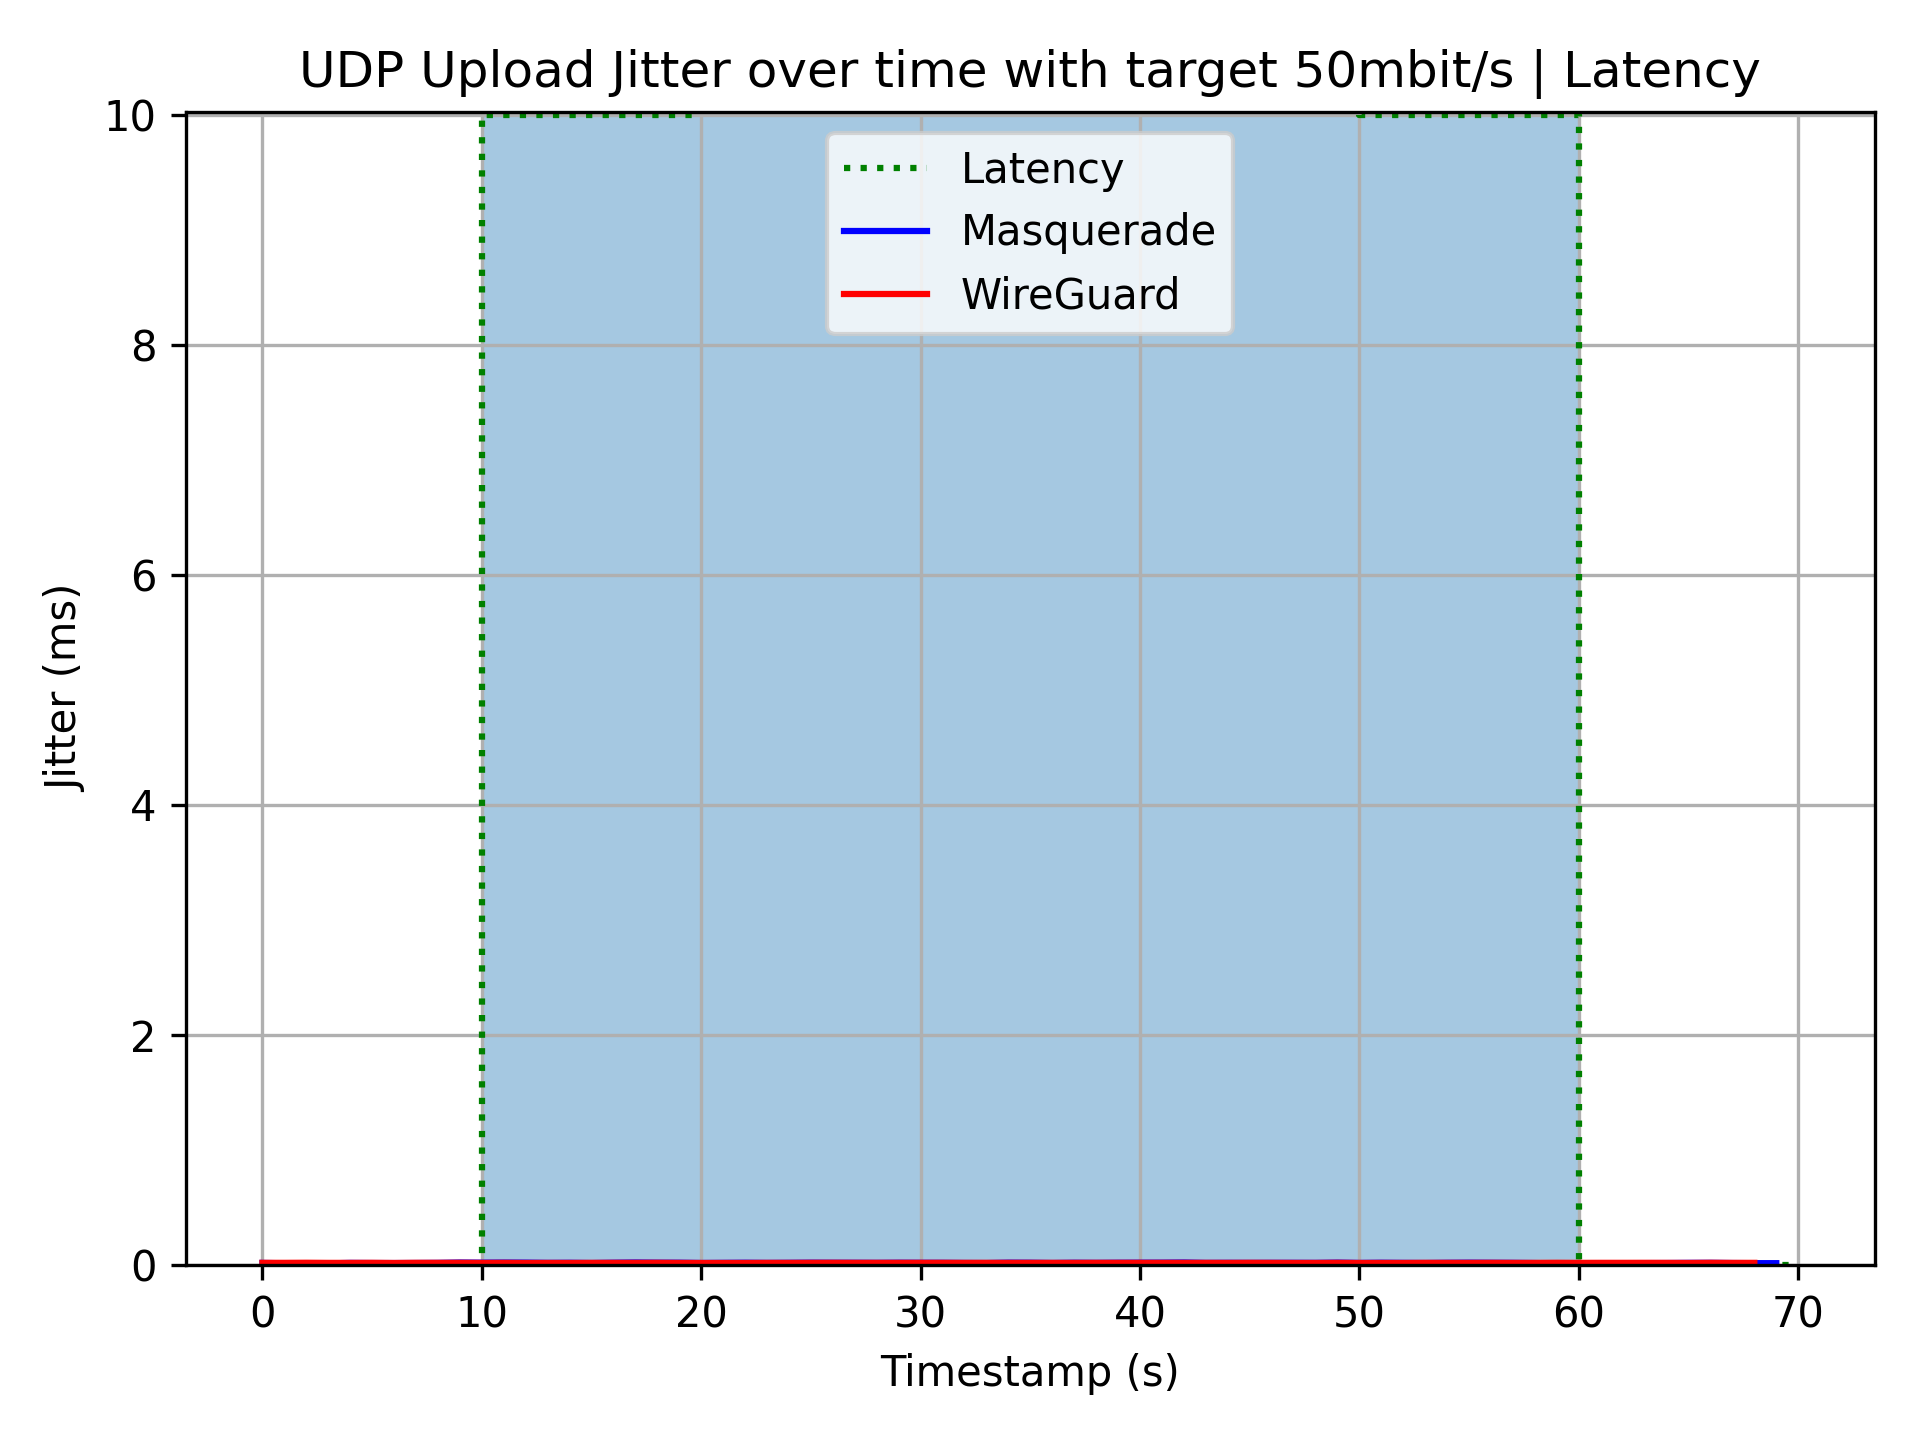 UDP Upload Jitter over time with target 50mbit/s | Latency
10
8
6
4
2
0
Jitter (ms)
Latency
Masquerade
WireGuard
0 10 20 30 40 50 60 70
Timestamp (s)